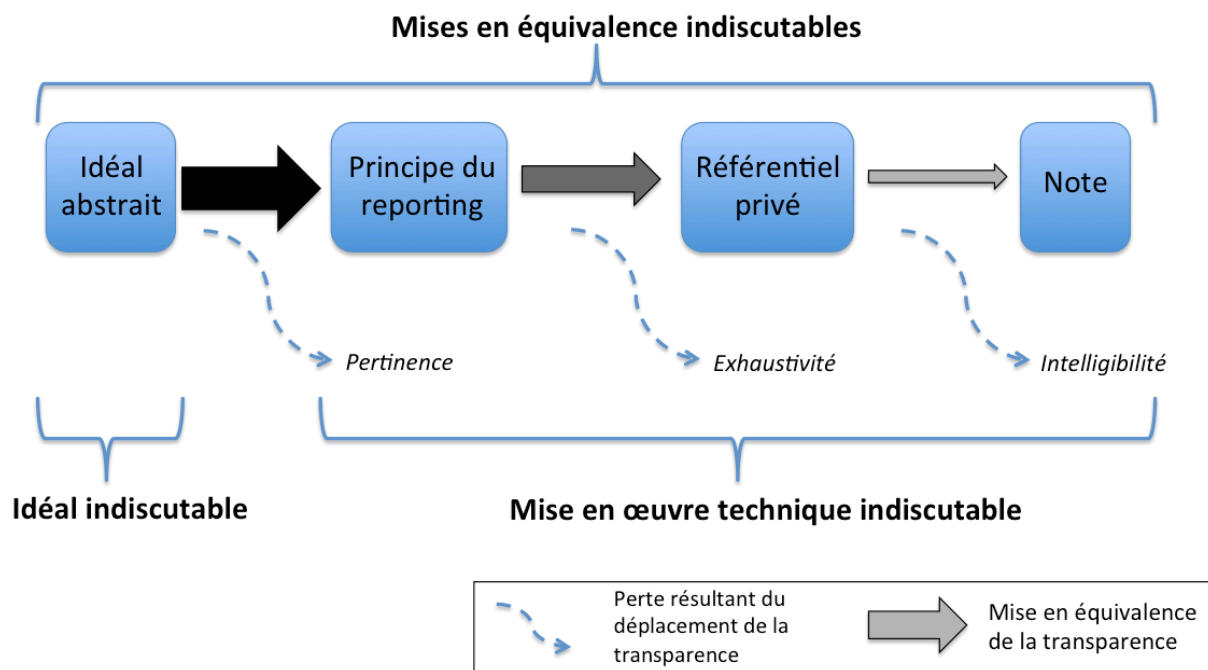 Mises en équivalence indiscutables
Idéal
abstrait
Principe du
reporting
Référentiel
privé
Note
Pertinence
Exhaustivité
Intelligibilité
Idéal indiscutable
Mise en œuvre technique indiscutable
Perte résultant du
déplacement de la
transparence
Mise en équivalence
de la transparence